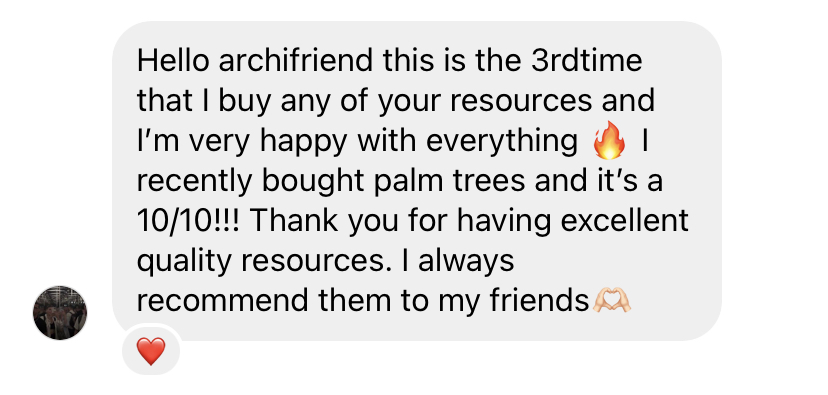 Hello archifriend this is the 3rdtime
that I buy any of your resources and
I’m very happy with everything 🔥 I
recently bought palm trees and it’s a
10/10!!! Thank you for having excellent
quality resources. I always
recommend them to my friends🫶🏻